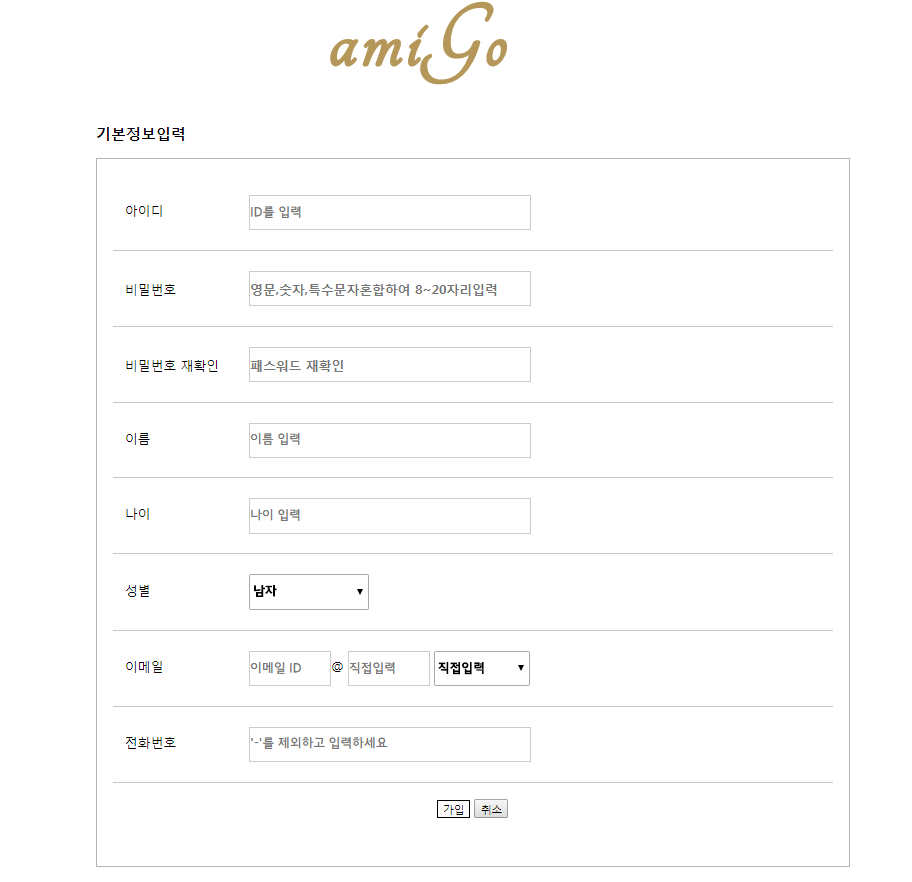 amiGo
기본정보입력
아이디 ID를 입력
비밀번호 영문,숫자,특수문자혼합하여 8~20자리입력
비밀번호 재확인 패스워드 재확인
이름 이름 입력
나이 나이 입력
성별 남자 ▼
이메일 이메일 ID @ 직접입력 직접입력 ▼
전화번호 '-'를 제외하고 입력하세요
가입 취소